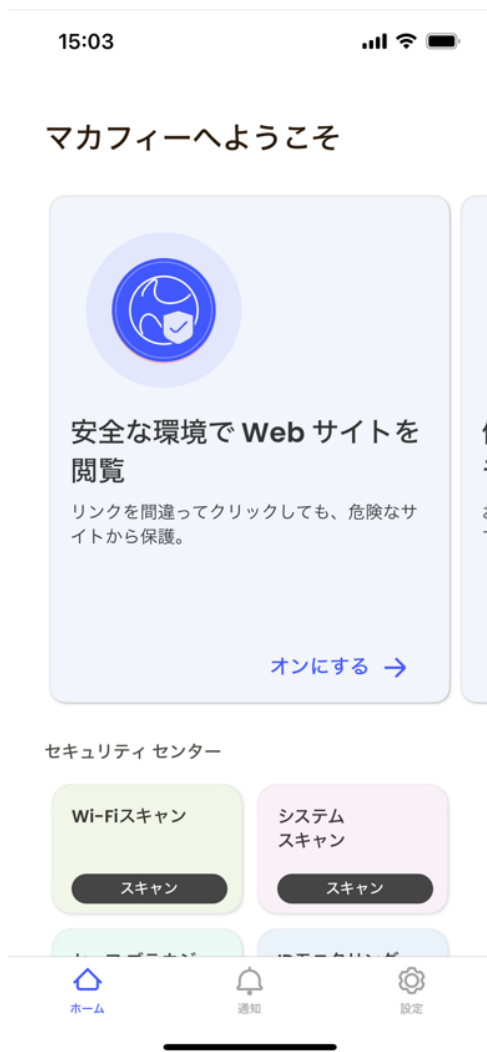 15:03
マカフィーへようこそ
安全な環境で Web サイトを
閲覧
リンクを間違ってクリックしても、危険なサ
イトから保護。
オンにする
セキュリティ センター
Wi-Fiスキャン
システム
スキャン
スキャン
スキャン
ホーム
通知
設定